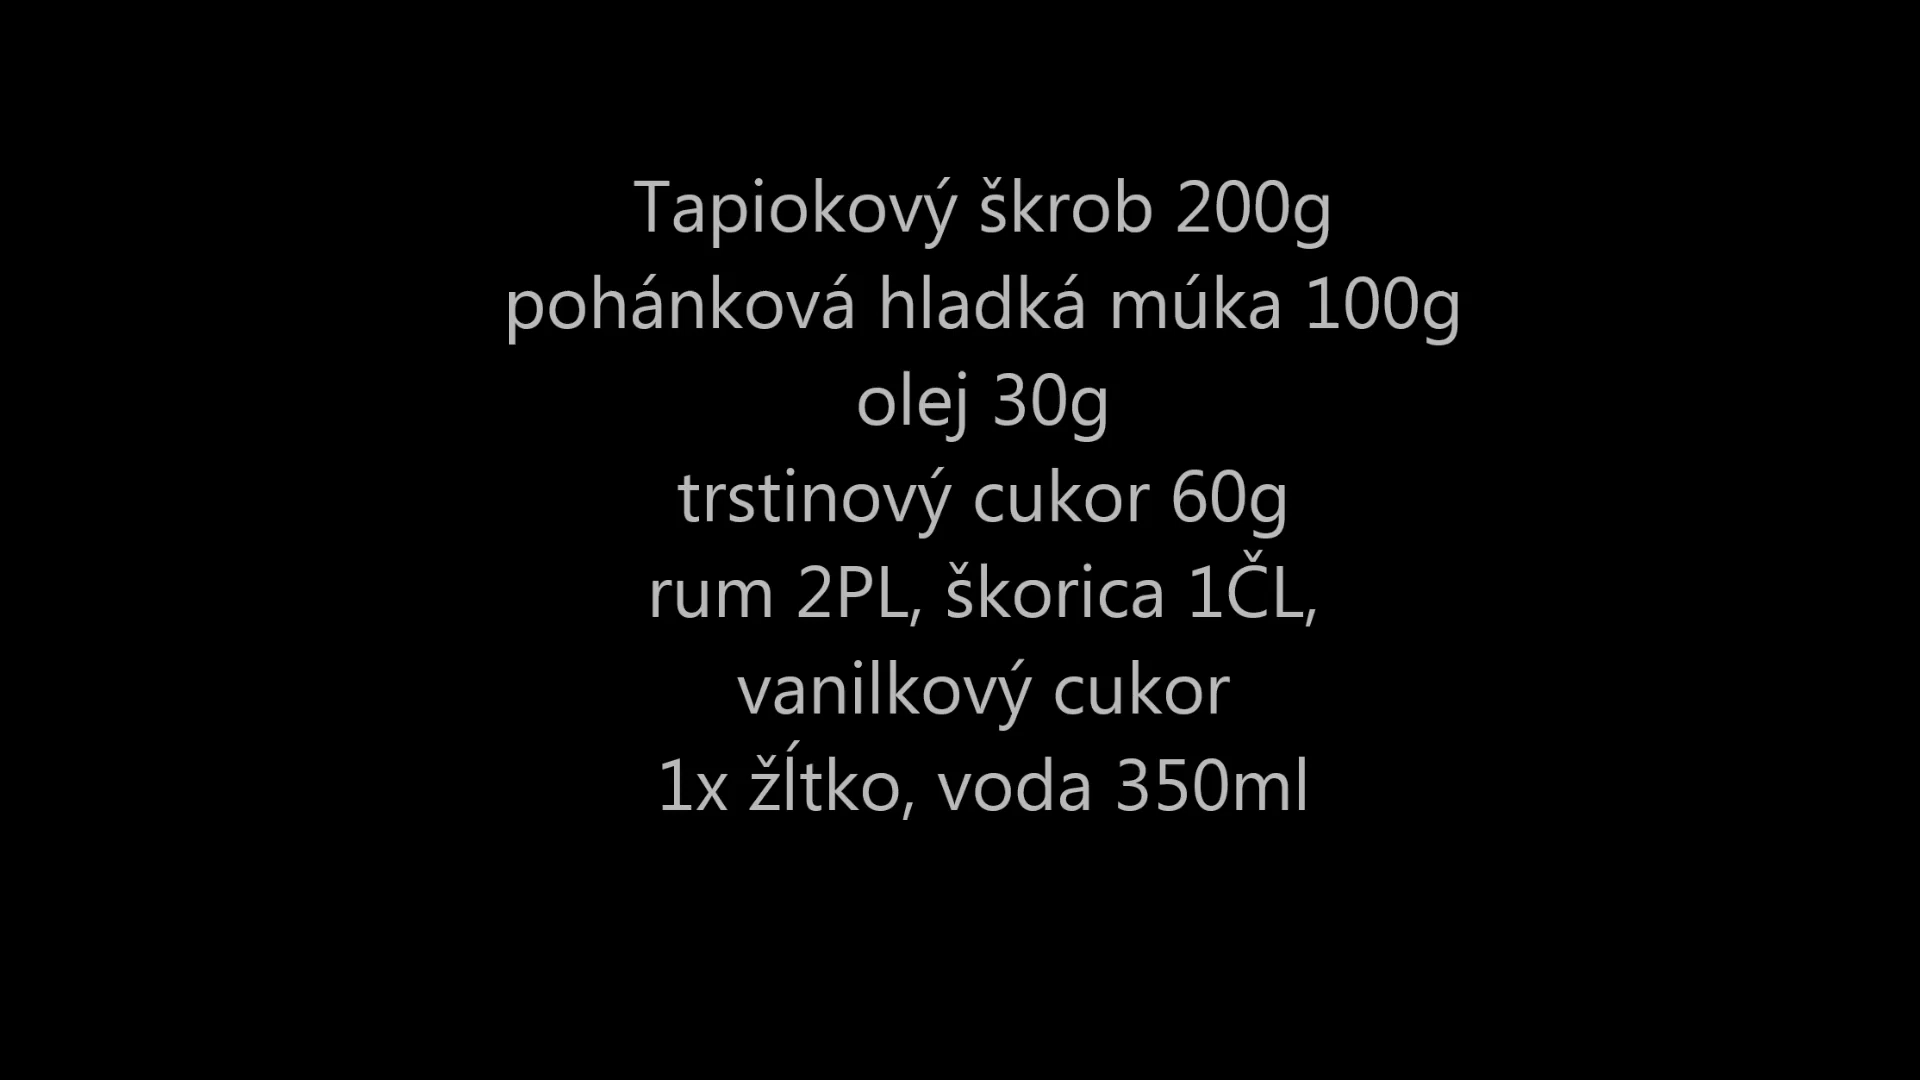 Tapiokový škrob 200g
pohánková hladká múka 100g
olej 30g
trstinový cukor 60g
rum 2PL, škorica 1ČL,
vanilkový cukor
1x žĺtko, voda 350ml